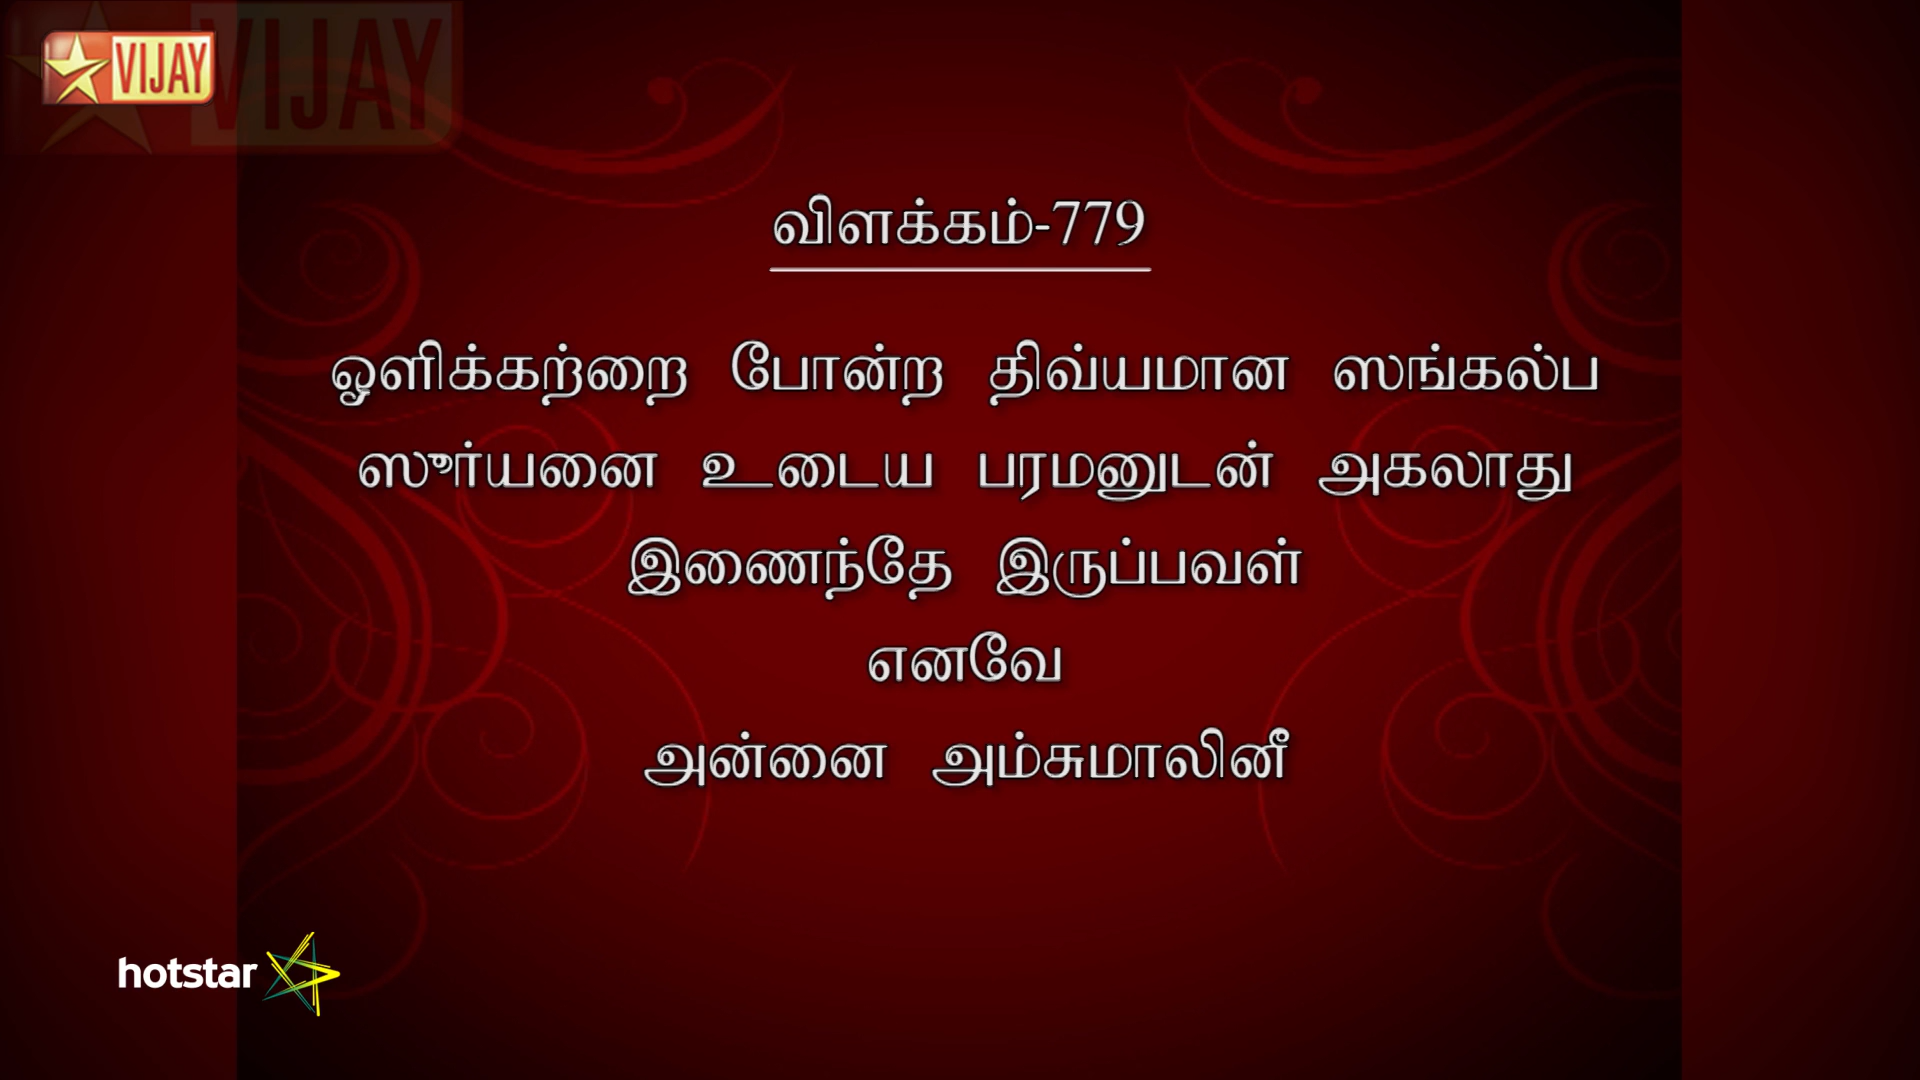 VIJAY
VIJAY
விளக்கம்-779
ஒளிக்கற்றை போன்ற திவ்யமான ஸங்கல்ப
ஸுர்யனை உடைய பரமனுடன் அகலாது
இணைந்தே இருப்பவள்
எனவே
அன்னை அம்சுமாலினீ
hotstar